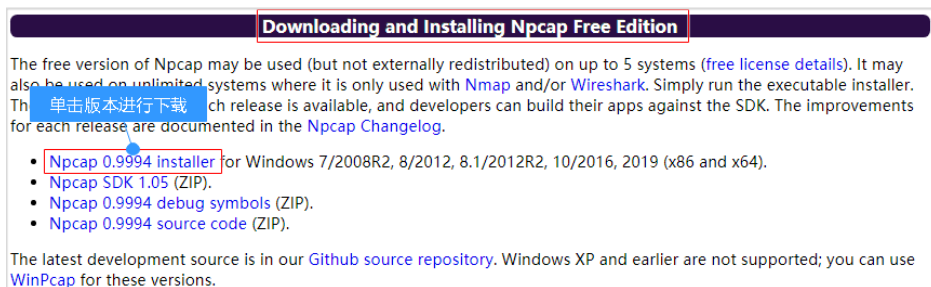 Downloading and Installing Npcap Free Edition
The free version of Npcap may be used (but not externally redistributed) on up to 5 systems (free license details). It may
also be used on unlimited systems where it is only used with Nmap and/or Wireshark. Simply run the executable installer.
单击版本进行下载
ch release is available, and developers can build their apps against the SDK. The improvements
for each release are documented in the Npcap Changelog.
• Npcap 0.9994 installer for Windows 7/2008R2, 8/2012, 8.1/2012R2, 10/2016, 2019 (x86 and x64).
• Npcap SDK 1.05 (ZIP).
• Npcap 0.9994 debug symbols (ZIP).
• Npcap 0.9994 source code (ZIP).
The latest development source is in our Github source repository. Windows XP and earlier are not supported; you can use
WinPcap for these versions.